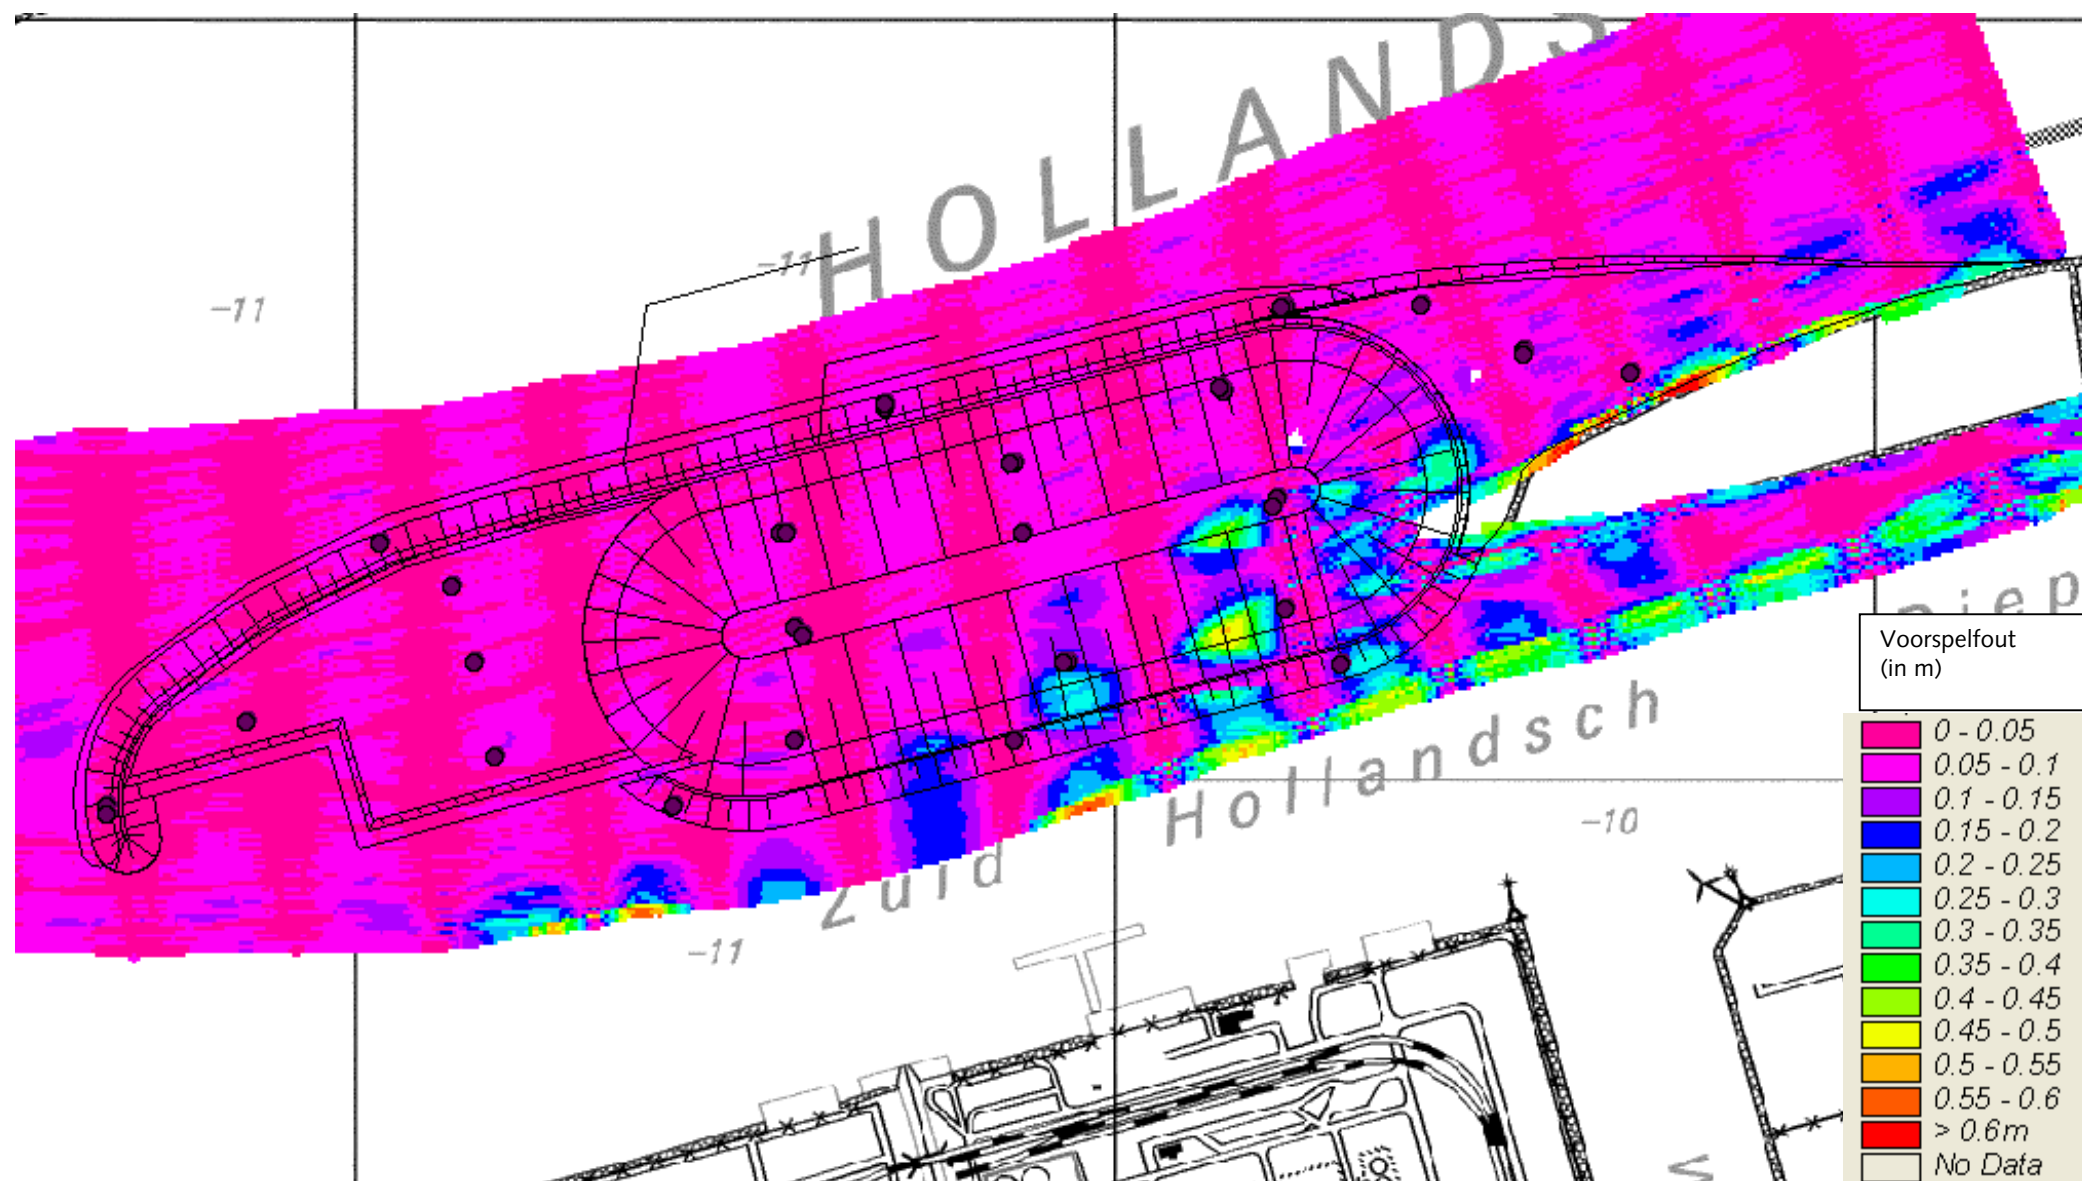 HOLLANDS
-11
-11
Diep
Voorspelfout
(in m)
Zuid Hollandsch
-10
-11
0 - 0.05
0.05 - 0.1
0.1 - 0.15
0.15 - 0.2
0.2 - 0.25
0.25 - 0.3
0.3 - 0.35
0.35 - 0.4
0.4 - 0.45
0.45 - 0.5
0.5 - 0.55
0.55 - 0.6
> 0.6m
No Data